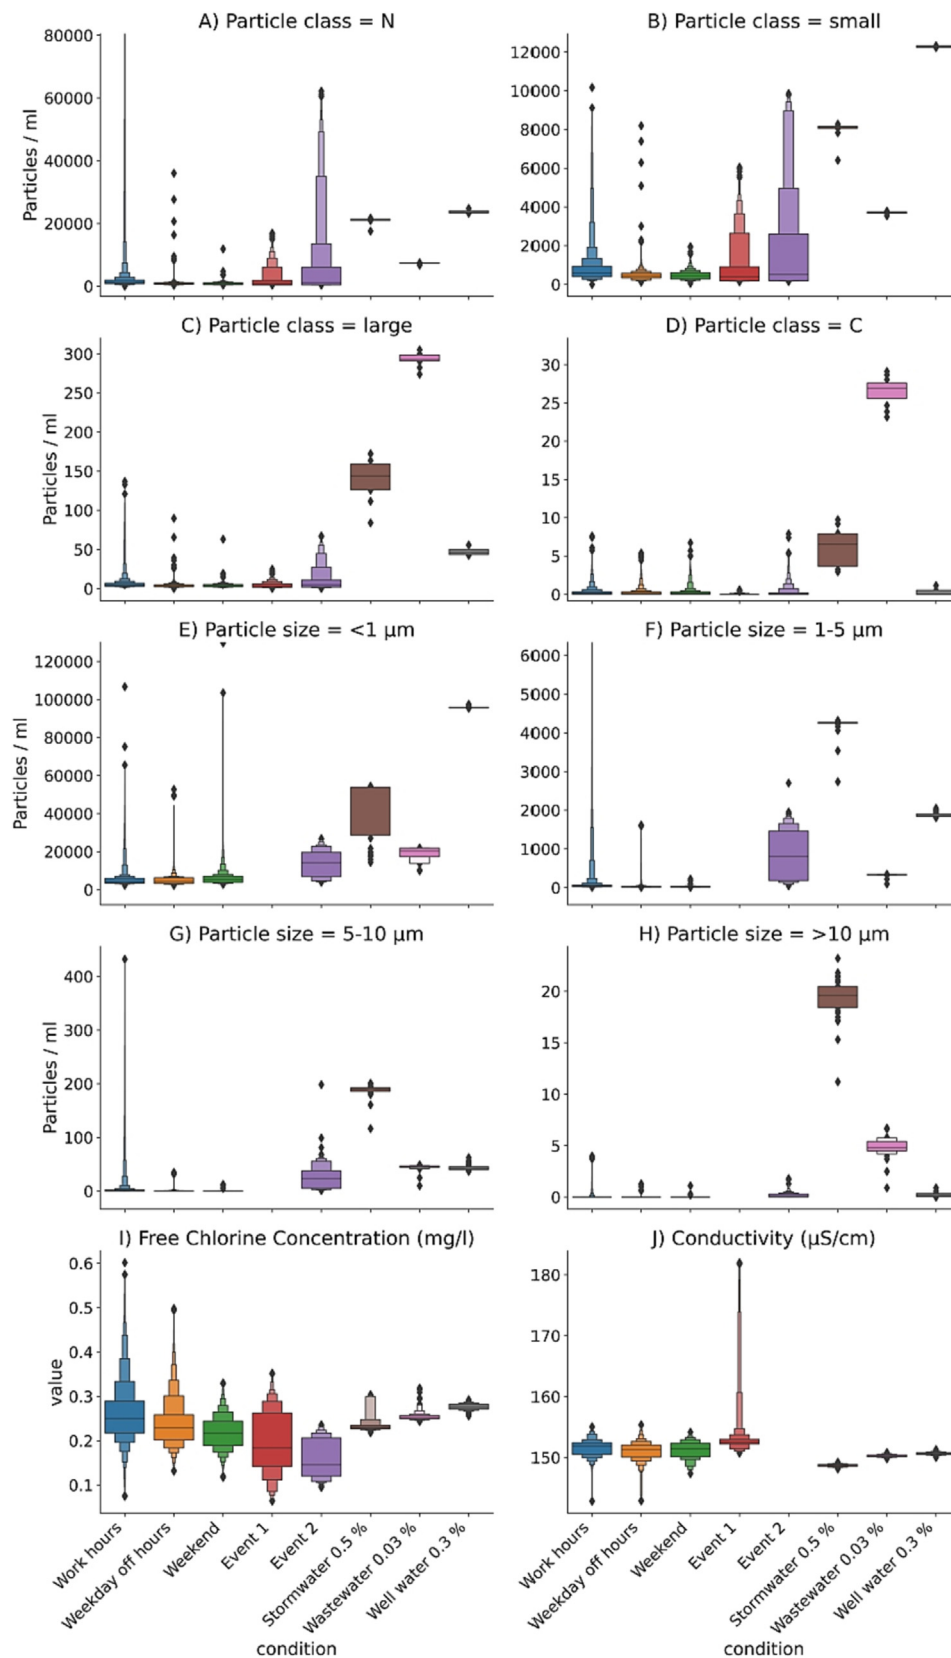 A) Particle class = N
B) Particle class = small
80000
60000
40000
20000
0
Particles / ml
12000
10000
8000
6000
4000
2000
0
C) Particle class = large
D) Particle class = C
300
250
200
150
100
50
0
Particles / ml
30
25
20
15
10
5
0
E) Particle size = <1 µm
F) Particle size = 1-5 µm
120000
100000
80000
60000
40000
20000
0
Particles / ml
6000
5000
4000
3000
2000
1000
0
G) Particle size = 5-10 µm
H) Particle size = >10 µm
400
300
200
100
0
Particles / ml
20
15
10
5
0
I) Free Chlorine Concentration (mg/l)
J) Conductivity (µS/cm)
0.6
0.5
0.4
0.3
0.2
0.1
value
180
170
160
150
Work hours
Weekday off hours
Weekend
Event 1
Event 2
Stormwater 0.5 %
Wastewater 0.03 %
Well water 0.3 %
condition
Work hours
Weekday off hours
Weekend
Event 1
Event 2
Stormwater 0.5 %
Wastewater 0.03 %
Well water 0.3 %
condition